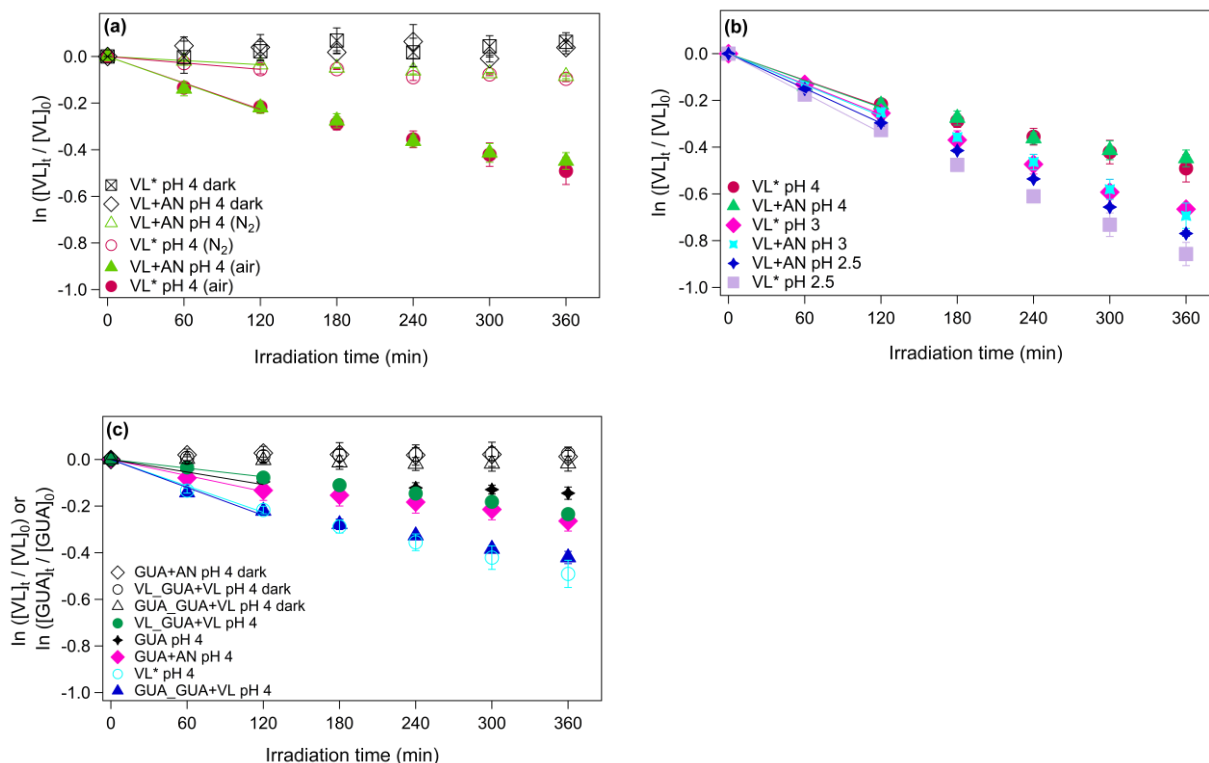 (a)
0.0
-0.2
-0.4
-0.6
-0.8
-1.0
ln ([VL]t / [VL]0)
VL* pH 4 dark
VL+AN pH 4 dark
VL+AN pH 4 (N2)
VL* pH 4 (N2)
VL+AN pH 4 (air)
VL* pH 4 (air)
0 60 120 180 240 300 360
Irradiation time (min)
(b)
0.0
-0.2
-0.4
-0.6
-0.8
-1.0
ln ([VL]t / [VL]0)
VL* pH 4
VL+AN pH 4
VL* pH 3
VL+AN pH 3
VL+AN pH 2.5
VL* pH 2.5
0 60 120 180 240 300 360
Irradiation time (min)
(c)
0.0
-0.2
-0.4
-0.6
-0.8
-1.0
ln ([VL]t / [VL]0) or
ln ([GUA]t / [GUA]0)
GUA+AN pH 4 dark
VL_GUA+VL pH 4 dark
GUA_GUA+VL pH 4 dark
VL_GUA+VL pH 4
GUA pH 4
GUA+AN pH 4
VL* pH 4
GUA_GUA+VL pH 4
0 60 120 180 240 300 360
Irradiation time (min)